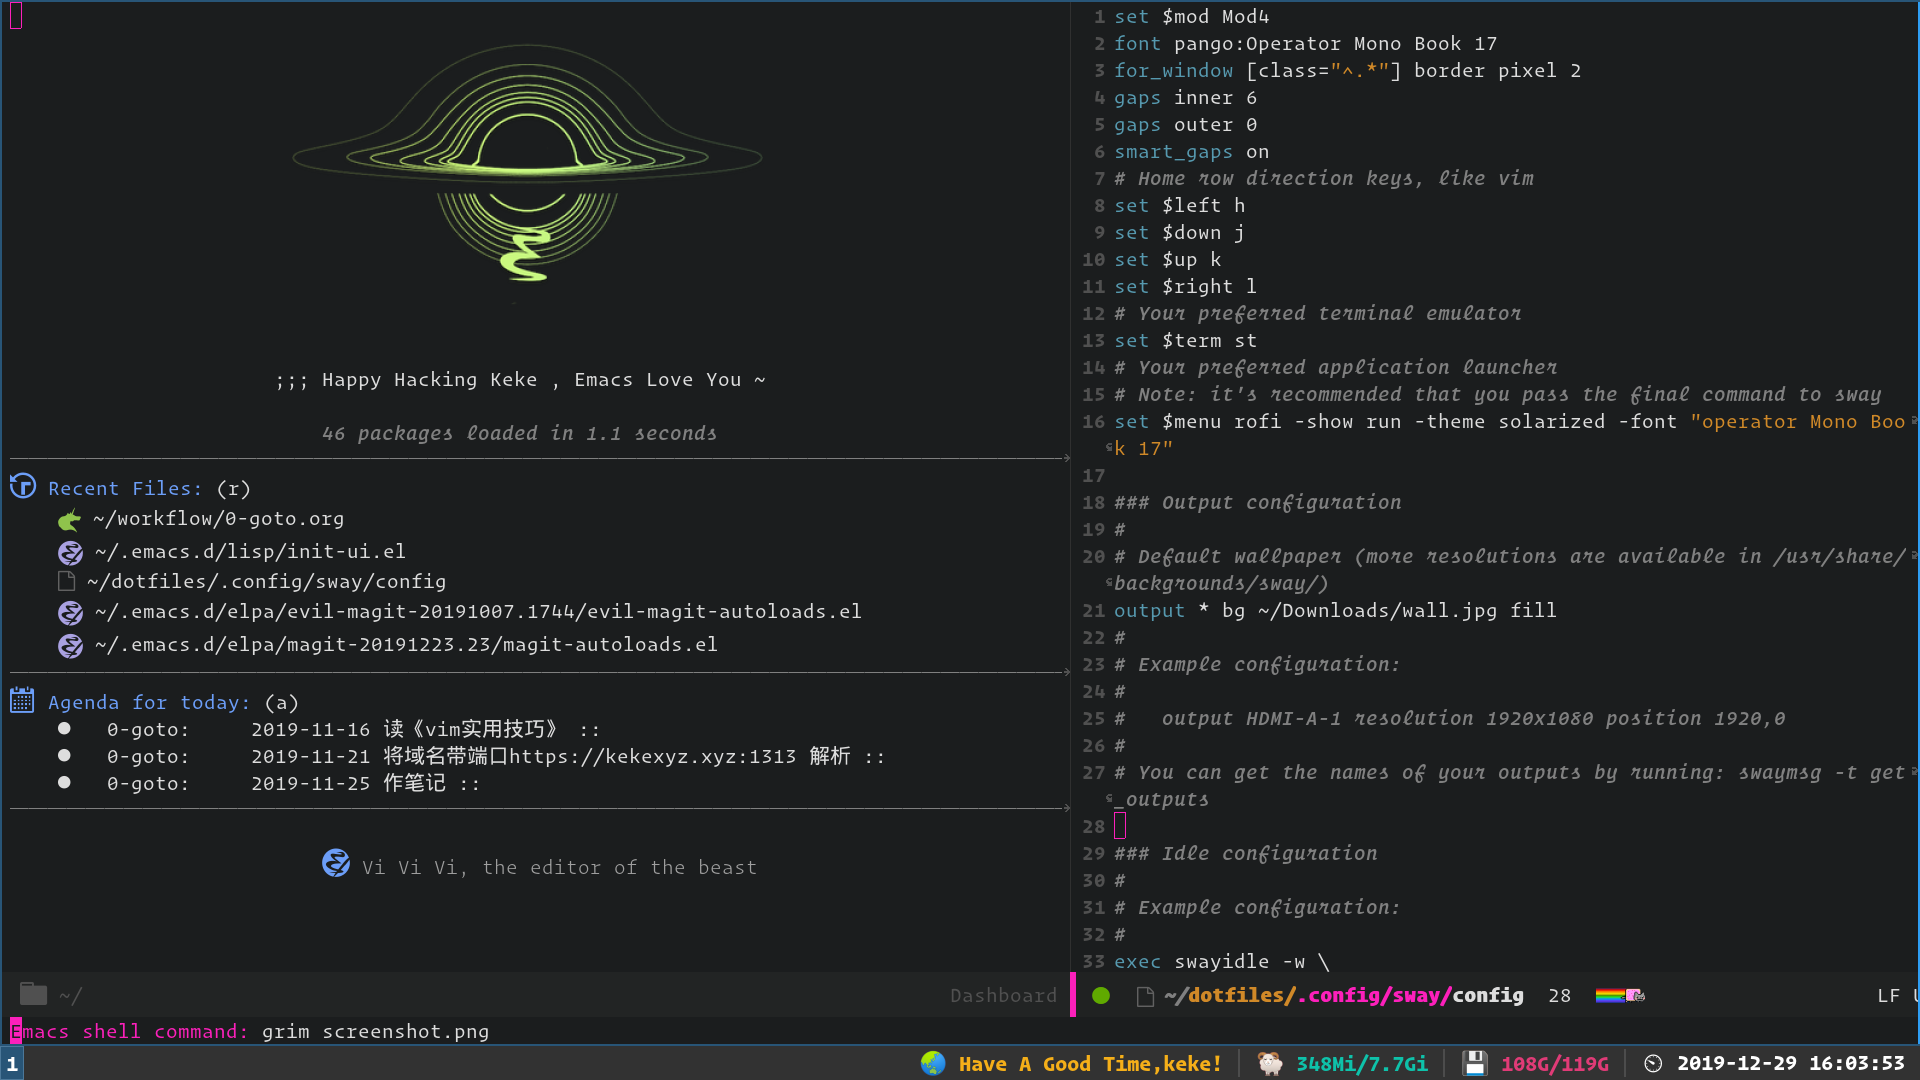 ;;; Happy Hacking Keke , Emacs Love You ~
46 packages loaded in 1.1 seconds
Recent Files: (r)
~/workflow/0-goto.org
~/.emacs.d/lisp/init-ui.el
~/dotfiles/.config/sway/config
~/.emacs.d/elpa/evil-magit-20191007.1744/evil-magit-autoloads.el
~/.emacs.d/elpa/magit-20191223.23/magit-autoloads.el
Agenda for today: (a)
0-goto: 2019-11-16 读《vim实用技巧》 ::
0-goto: 2019-11-21 将域名带端口https://kekexyz.xyz:1313 解析 ::
0-goto: 2019-11-25 作笔记 ::
Vi Vi Vi, the editor of the beast
~/ Dashboard
1 set $mod Mod4
2 font pango:Operator Mono Book 17
3 for_window [class="^.*"] border pixel 2
4 gaps inner 6
5 gaps outer 0
6 smart_gaps on
7 # Home row direction keys, like vim
8 set $left h
9 set $down j
10 set $up k
11 set $right l
12 # Your preferred terminal emulator
13 set $term st
14 # Your preferred application launcher
15 # Note: it's recommended that you pass the final command to sway
16 set $menu rofi -show run -theme solarized -font "operator Mono Boo
k 17"
17
18 ### Output configuration
19 #
20 # Default wallpaper (more resolutions are available in /usr/share/
backgrounds/sway/)
21 output * bg ~/Downloads/wall.jpg fill
22 #
23 # Example configuration:
24 #
25 #   output HDMI-A-1 resolution 1920x1080 position 1920,0
26 #
27 # You can get the names of your outputs by running: swaymsg -t get
_outputs
28
29 ### Idle configuration
30 #
31 # Example configuration:
32 #
33 exec swayidle -w \
~/dotfiles/.config/sway/config 28 LF U
Emacs shell command: grim screenshot.png
1 Have A Good Time,keke! 348Mi/7.7Gi 108G/119G 2019-12-29 16:03:53